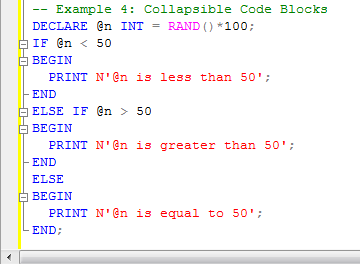 -- Example 4: Collapsible Code Blocks
DECLARE @n INT = RAND()*100;
IF @n < 50
BEGIN
PRINT N'@n is less than 50';
END
ELSE IF @n > 50
BEGIN
PRINT N'@n is greater than 50';
END
ELSE
BEGIN
PRINT N'@n is equal to 50';
END;